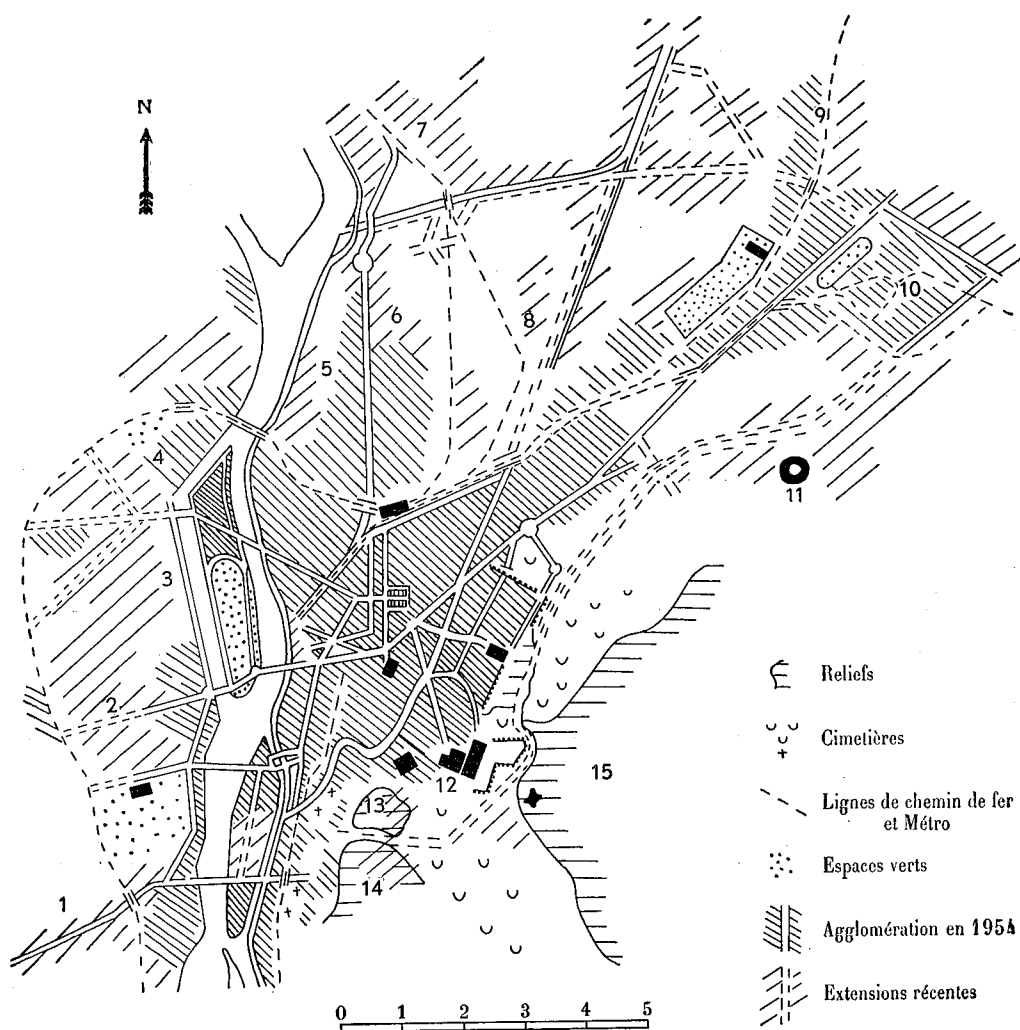 N
7
9
10
6
8
5
4
11
3
2
15
12
13
14
1
Reliefs
Cimetières
Lignes de chemin de fer
et Métro
Espaces verts
Agglomération en 1954
Extensions récentes
0 1 2 3 4 5